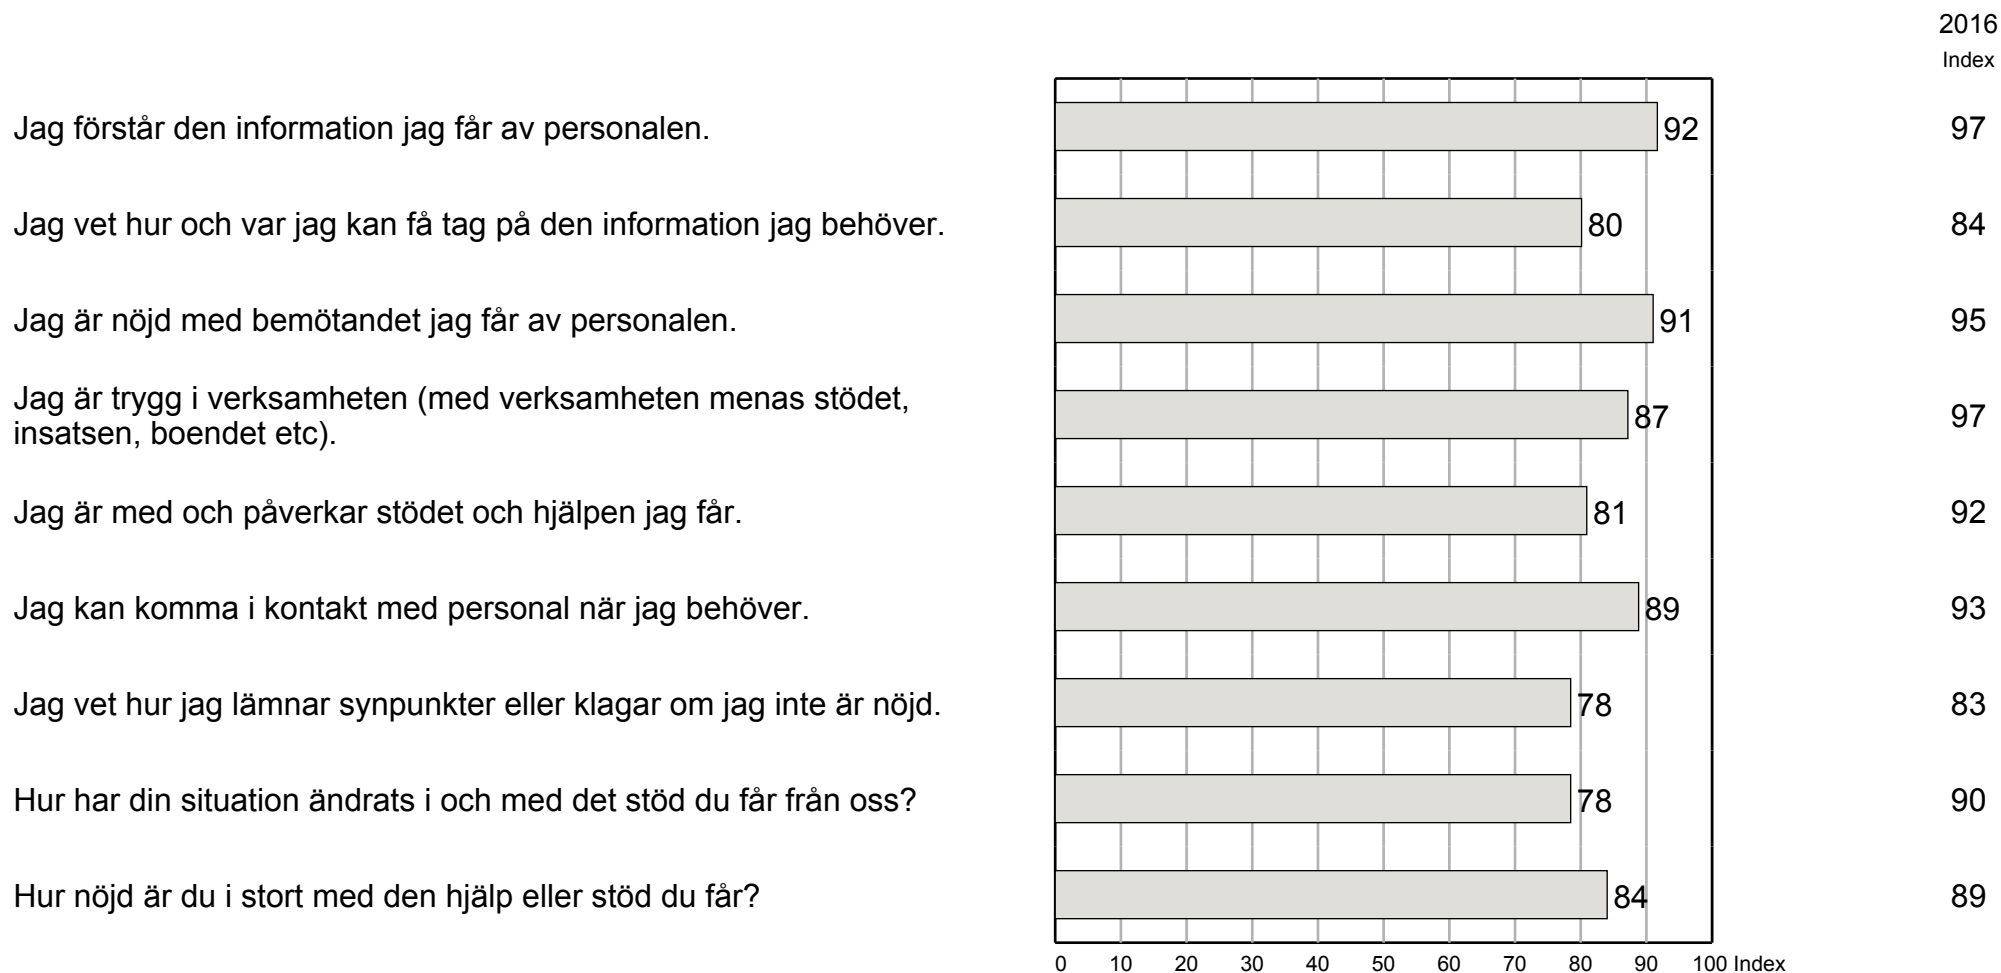 2016
Index
Jag förstår den information jag får av personalen. 92 97
Jag vet hur och var jag kan få tag på den information jag behöver. 80 84
Jag är nöjd med bemötandet jag får av personalen. 91 95
Jag är trygg i verksamheten (med verksamheten menas stödet,
insatsen, boendet etc). 87 97
Jag är med och påverkar stödet och hjälpen jag får. 81 92
Jag kan komma i kontakt med personal när jag behöver. 89 93
Jag vet hur jag lämnar synpunkter eller klagar om jag inte är nöjd. 78 83
Hur har din situation ändrats i och med det stöd du får från oss? 78 90
Hur nöjd är du i stort med den hjälp eller stöd du får? 84 89
0 10 20 30 40 50 60 70 80 90 100 Index